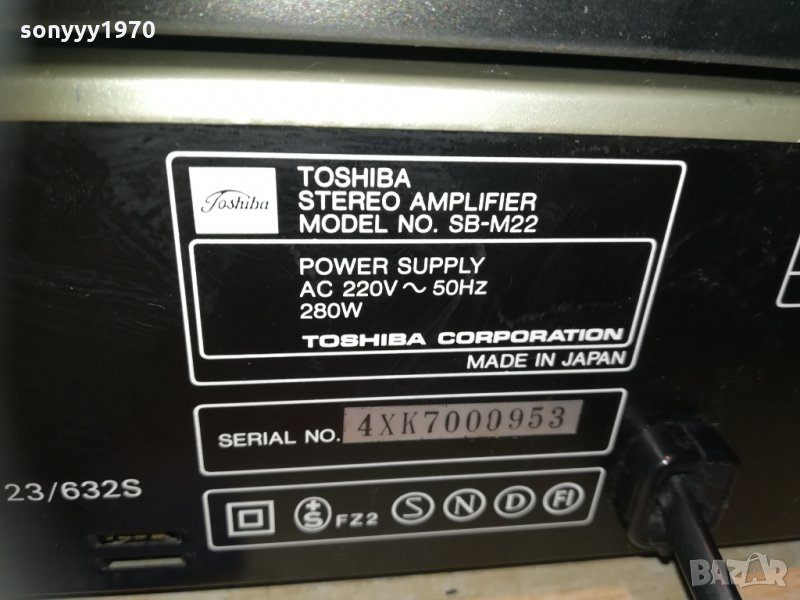 sonyyy1970
Toshiba
TOSHIBA
STEREO AMPLIFIER
MODEL NO. SB-M22
POWER SUPPLY
AC 220V ~ 50Hz
280W
TOSHIBA CORPORATION
MADE IN JAPAN
SERIAL NO. 4XK7000953
23/632S
S FZ2 S N D FI
BAZAR